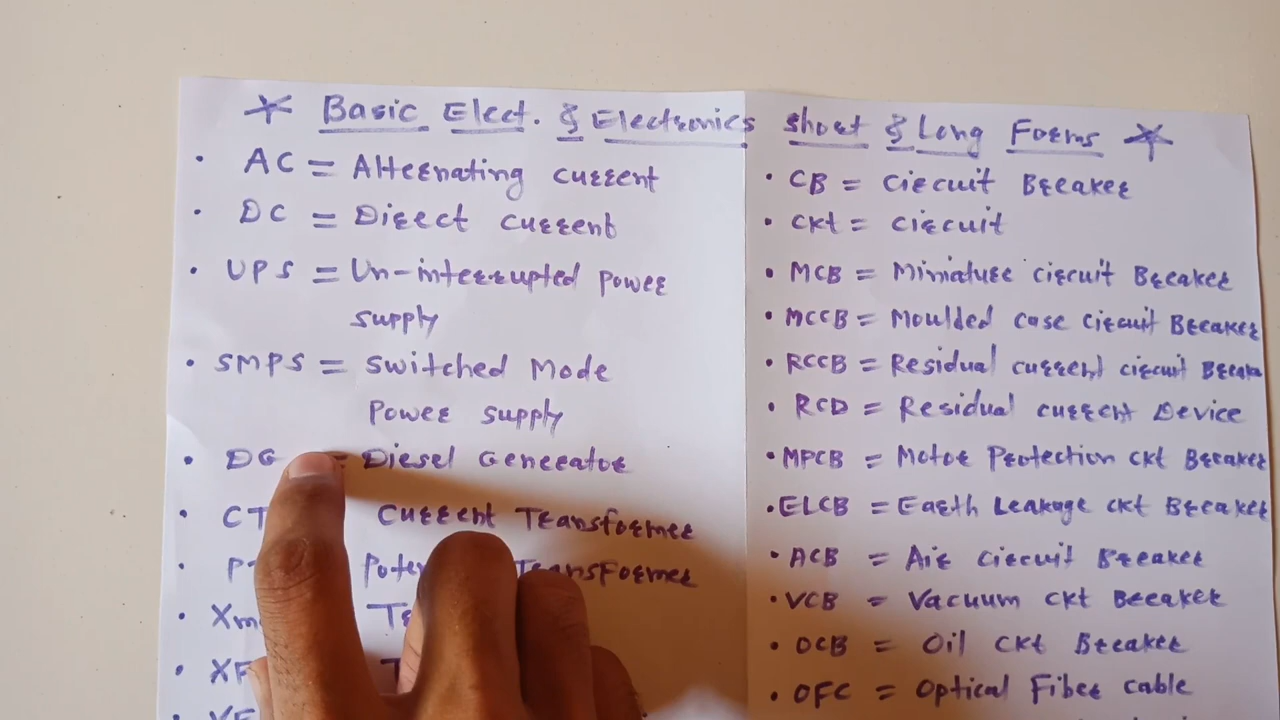 Basic Elect. & Electronics short & Long Forms
• AC = Alternating current
• DC = Direct current
• UPS = Un-interrupted power
supply
• SMPS = Switched Mode
Power supply
• DG = Diesel Generator
• CT Current Transformer
• PT Transformer
• CB = Circuit Breaker
• Ckt = Circuit
• MCB = Miniature circuit Breaker
• MCCB = Moulded case circuit Breaker
• RCCB = Residual current circuit Breake
• RCD = Residual current Device
• MPCB = Motor Protection ckt Breaker
• ELCB = Earth Leakage ckt Breaker
• ACB = Air circuit Breaker
• VCB = Vacuum ckt Breaker
• OCB = Oil ckt Breaker
• OFC = Optical Fiber cable